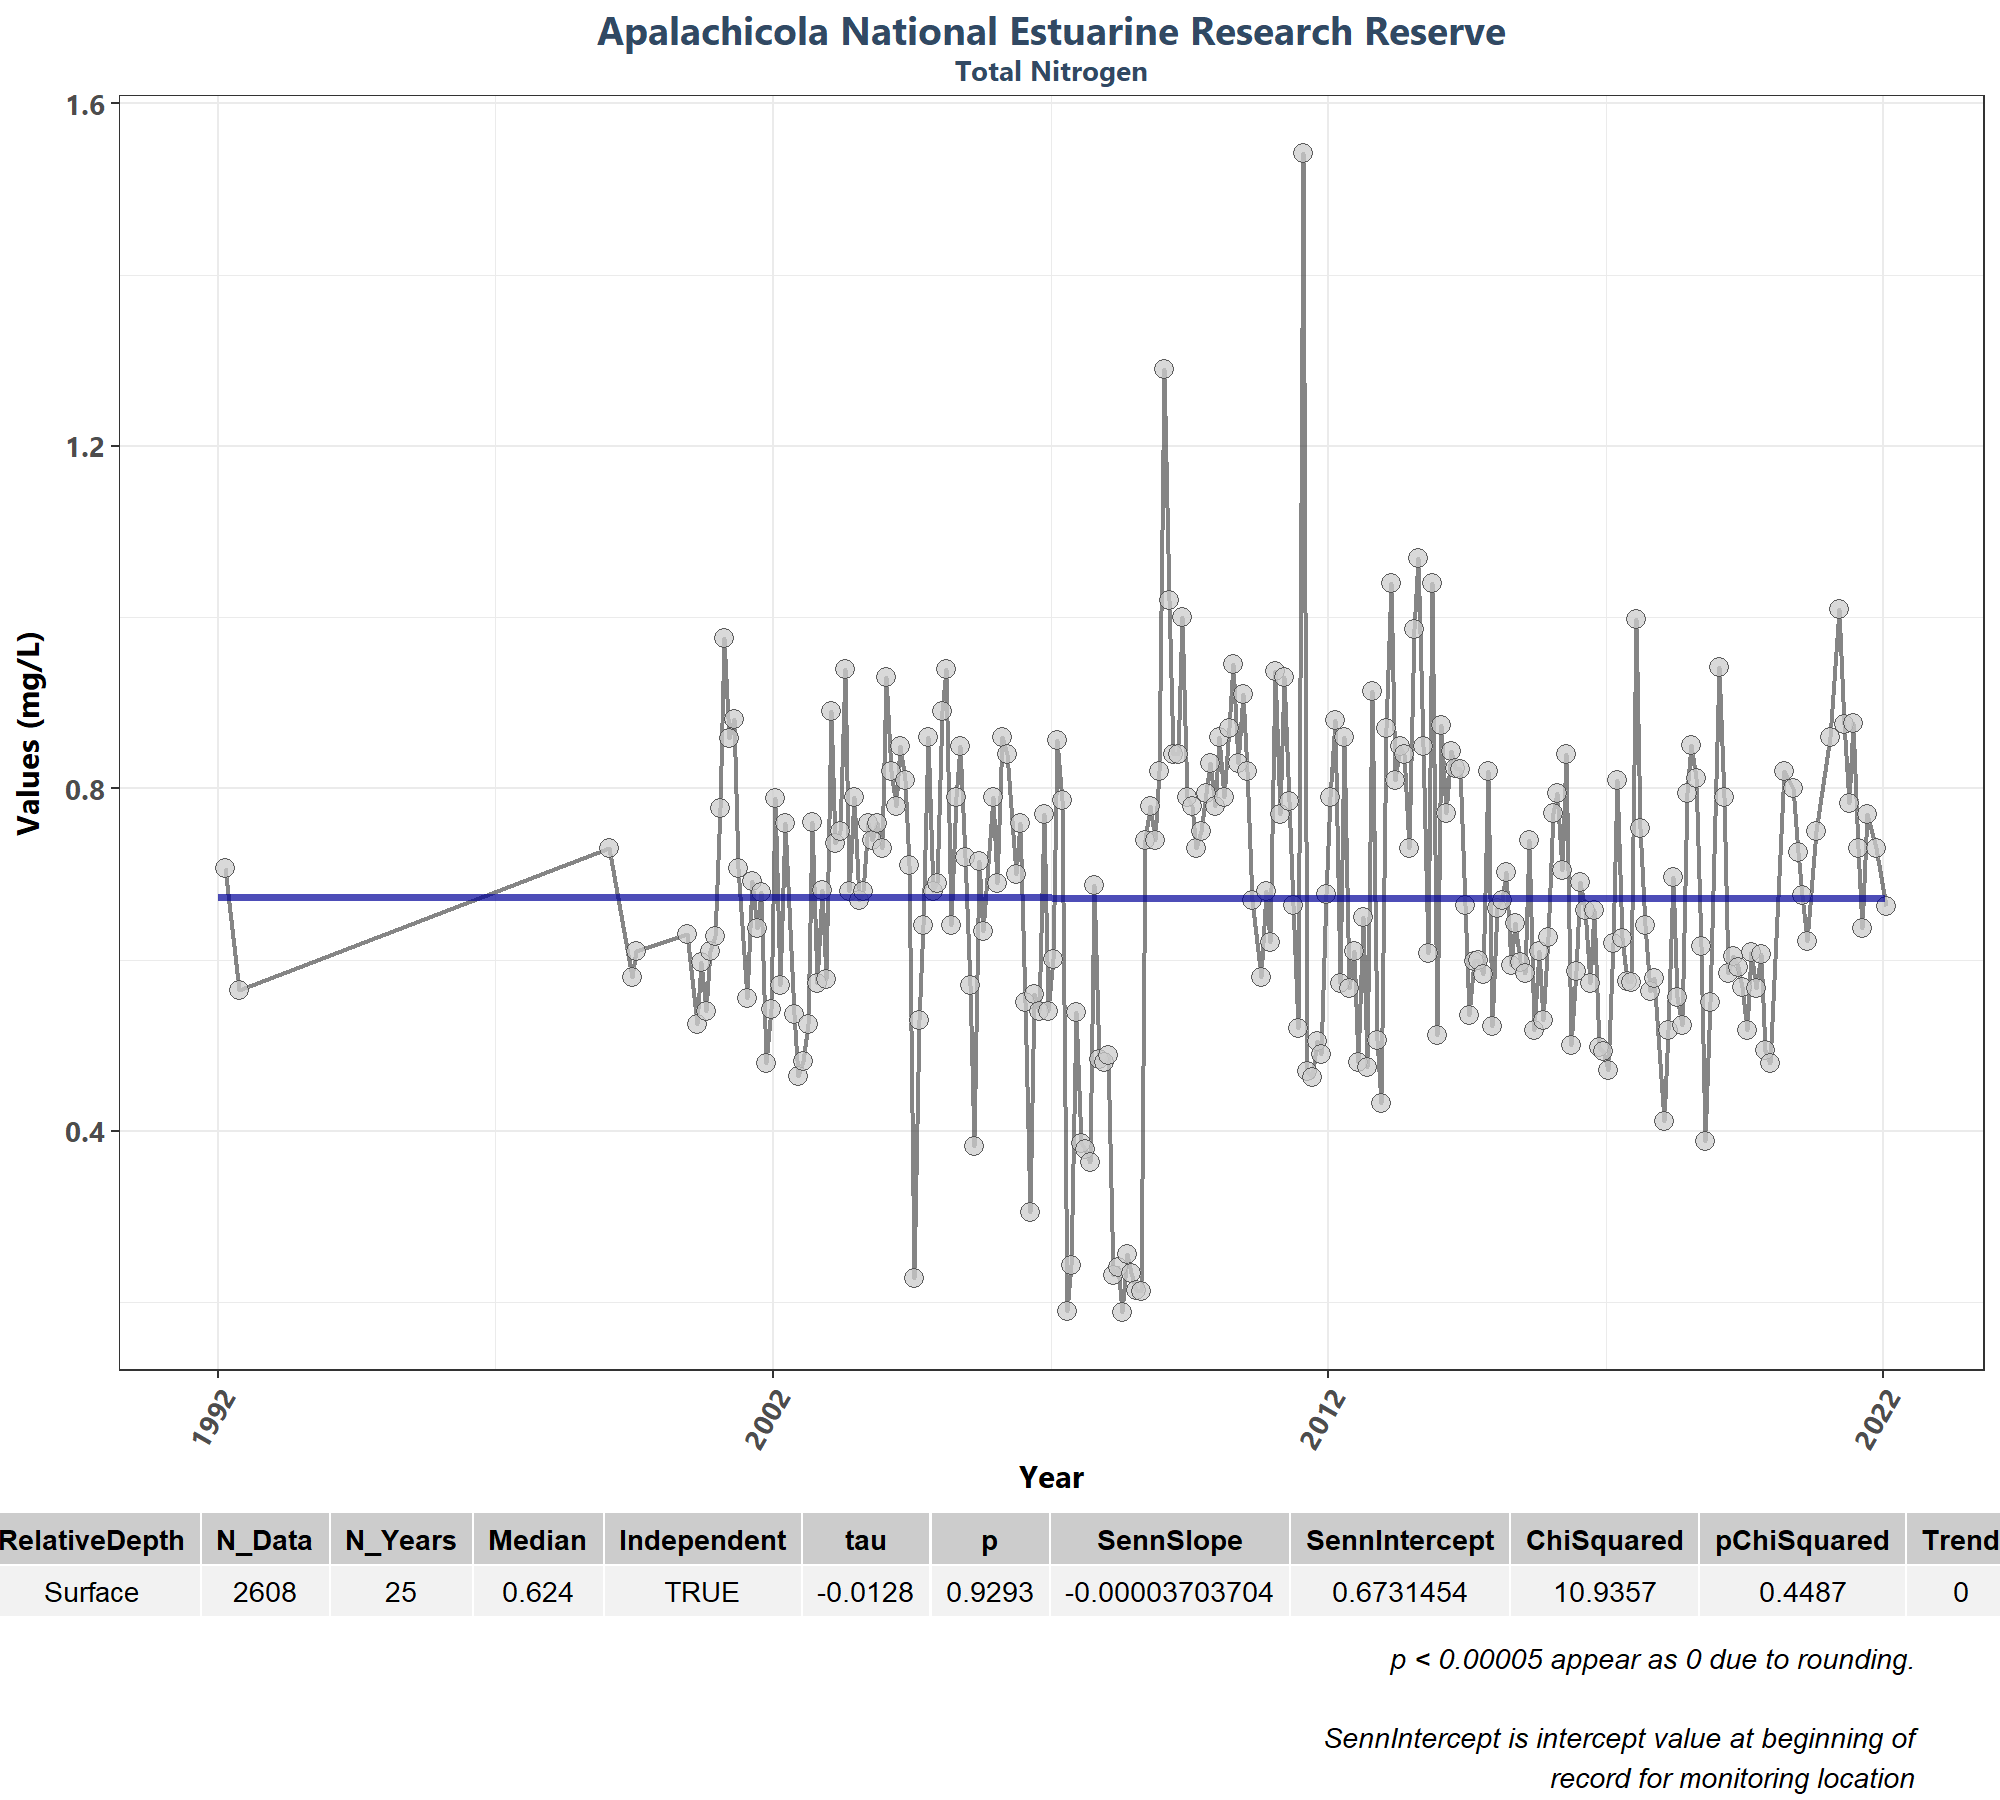 Apalachicola National Estuarine Research Reserve
Total Nitrogen
1.6
1.2
0.8
0.4
Values (mg/L)
1992 2002 2012 2022
Year
RelativeDepth N_Data N_Years Median Independent tau p SennSlope SennIntercept ChiSquared pChiSquared Trend
Surface 2608 25 0.624 TRUE -0.0128 0.9293 -0.00003703704 0.6731454 10.9357 0.4487 0
p < 0.00005 appear as 0 due to rounding.
SennIntercept is intercept value at beginning of
record for monitoring location